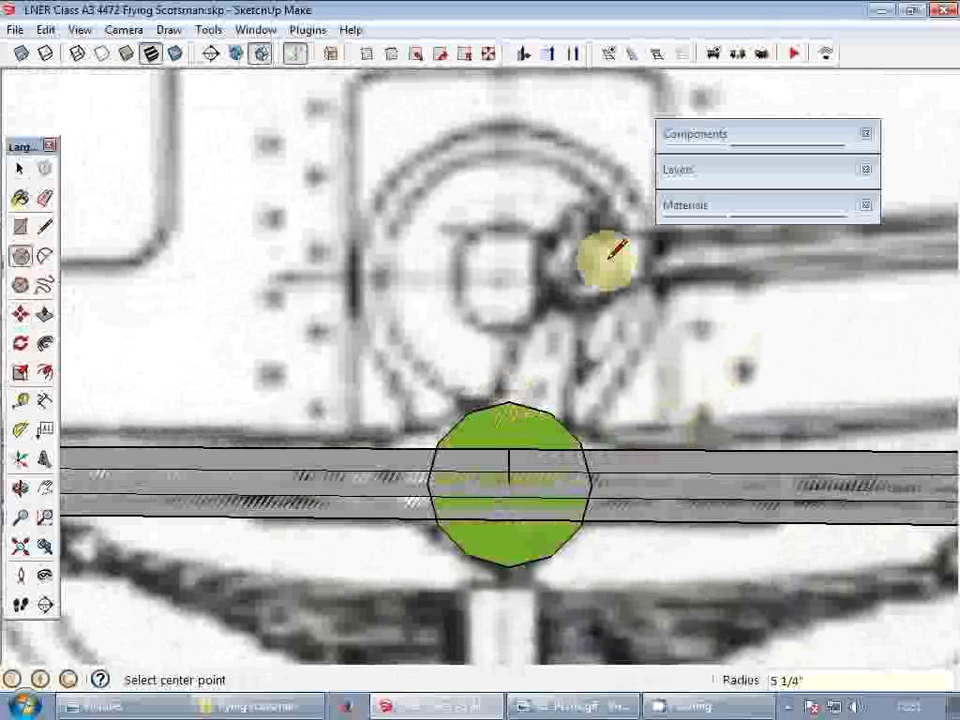 LNER Class A3 4472 Flying Scotsman.skp - SketchUp Make
File Edit View Camera Draw Tools Window Plugins Help
Components
Larg...
Layers
Materials
Select center point
Radius 5 1/4"